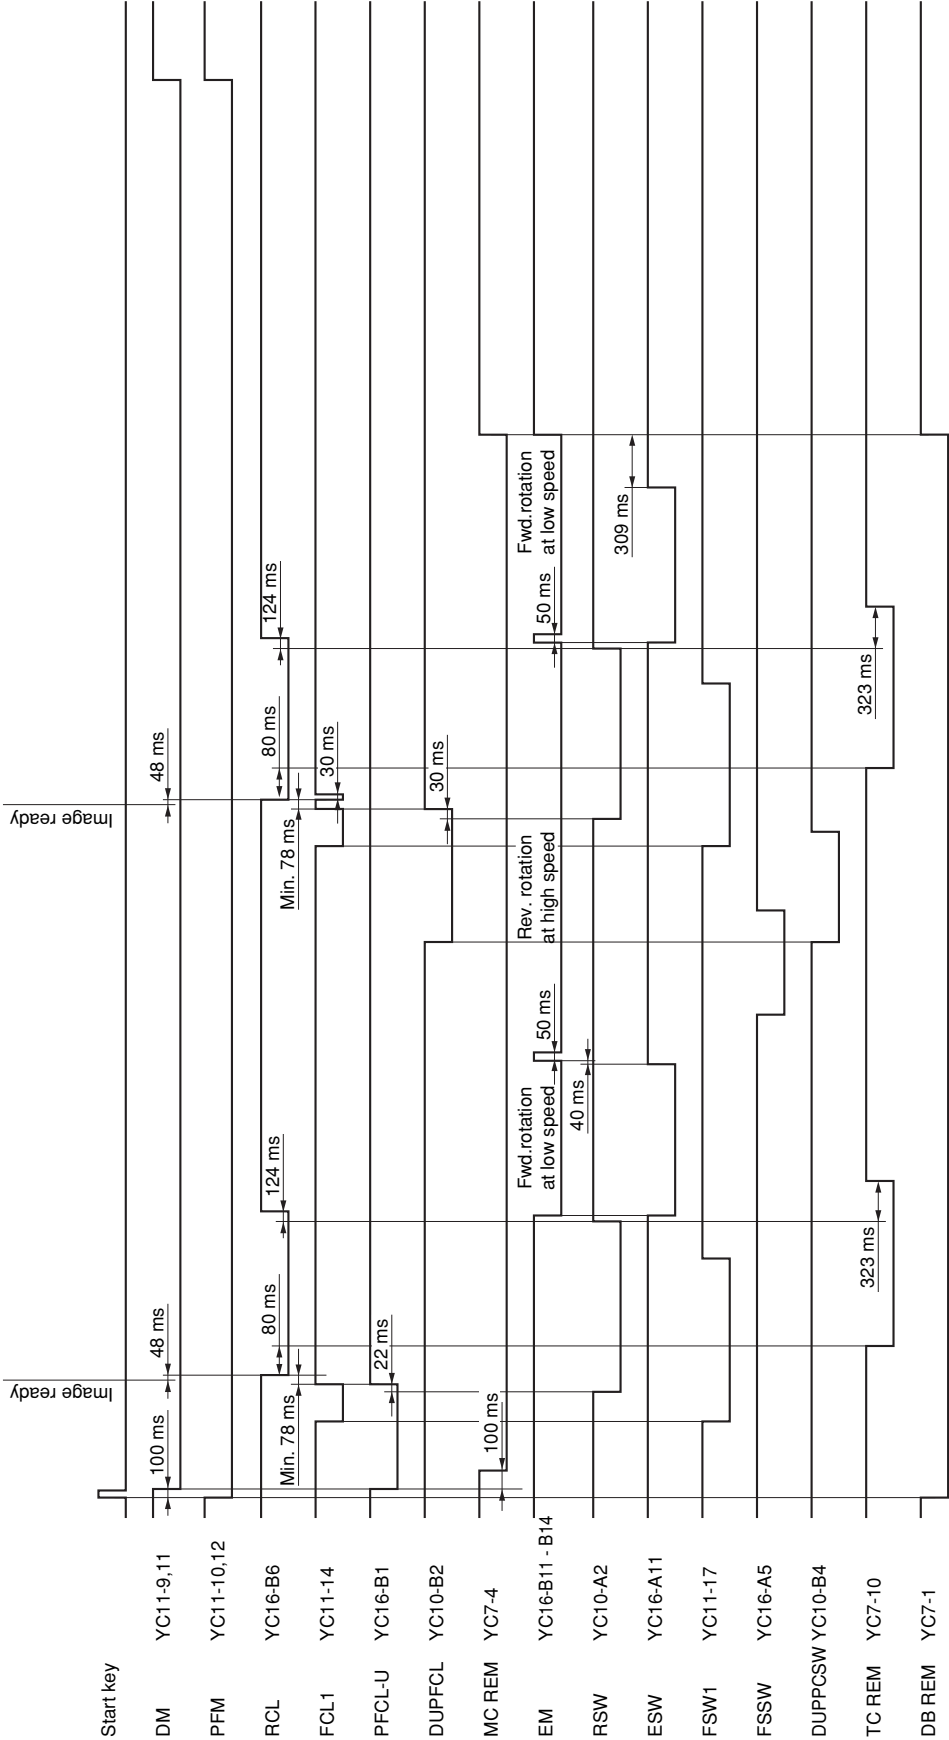 Start key
DM YC11-9,11
PFM YC11-10,12
RCL YC16-B6
FCL1 YC11-14
PFCL-U YC16-B1
DUPFCL YC10-B2
MC REM YC7-4
EM YC16-B11 - B14
RSW YC10-A2
ESW YC16-A11
FSW1 YC11-17
FSSW YC16-A5
DUPPCSW YC10-B4
TC REM YC7-10
DB REM YC7-1
Image ready
Image ready
100 ms
48 ms
48 ms
80 ms
124 ms
80 ms
124 ms
Min. 78 ms
Min. 78 ms
30 ms
22 ms
30 ms
100 ms
Fwd.rotation
at low speed
50 ms
Rev. rotation
at high speed
50 ms
Fwd.rotation
at low speed
40 ms
309 ms
323 ms
323 ms